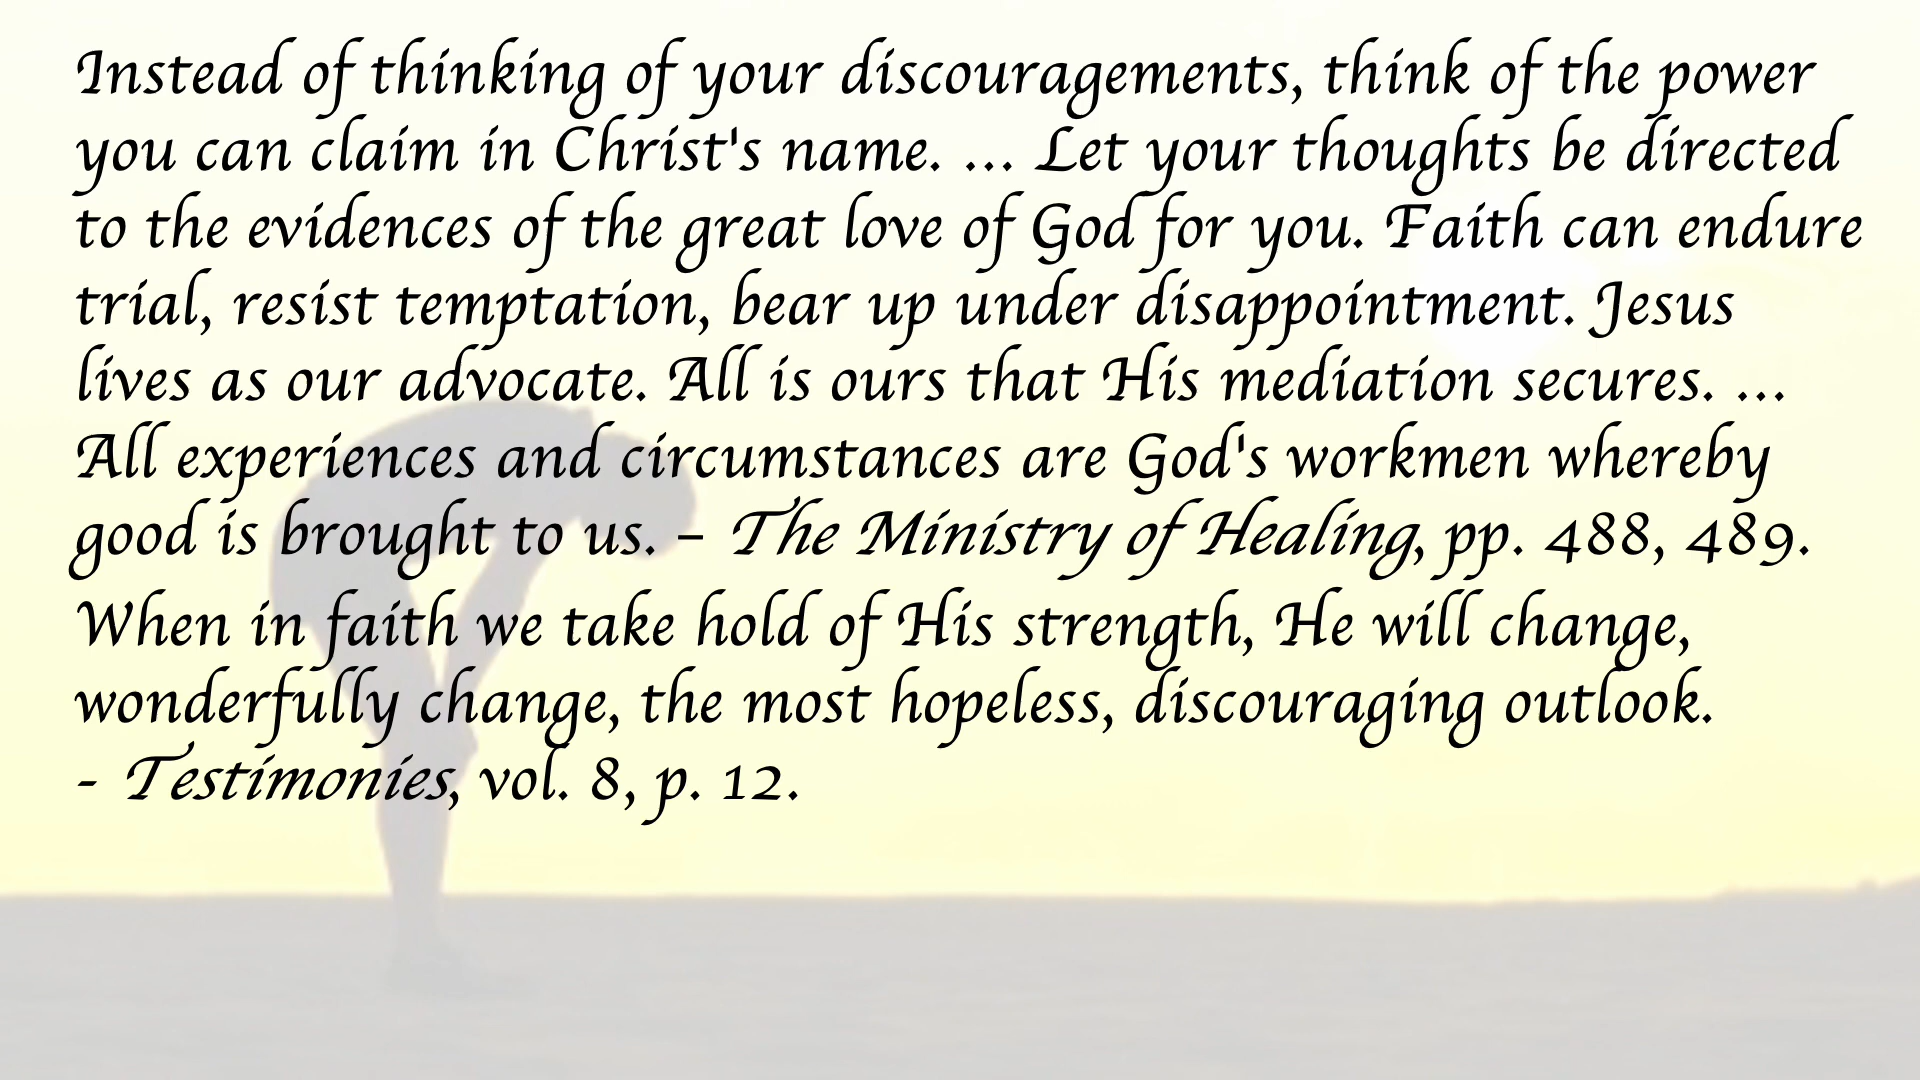 Instead of thinking of your discouragements, think of the power
you can claim in Christ's name. ... Let your thoughts be directed
to the evidences of the great love of God for you. Faith can endure
trial, resist temptation, bear up under disappointment. Jesus
lives as our advocate. All is ours that His mediation secures. ...
All experiences and circumstances are God's workmen whereby
good is brought to us. – The Ministry of Healing, pp. 488, 489.
When in faith we take hold of His strength, He will change,
wonderfully change, the most hopeless, discouraging outlook.
- Testimonies, vol. 8, p. 12.